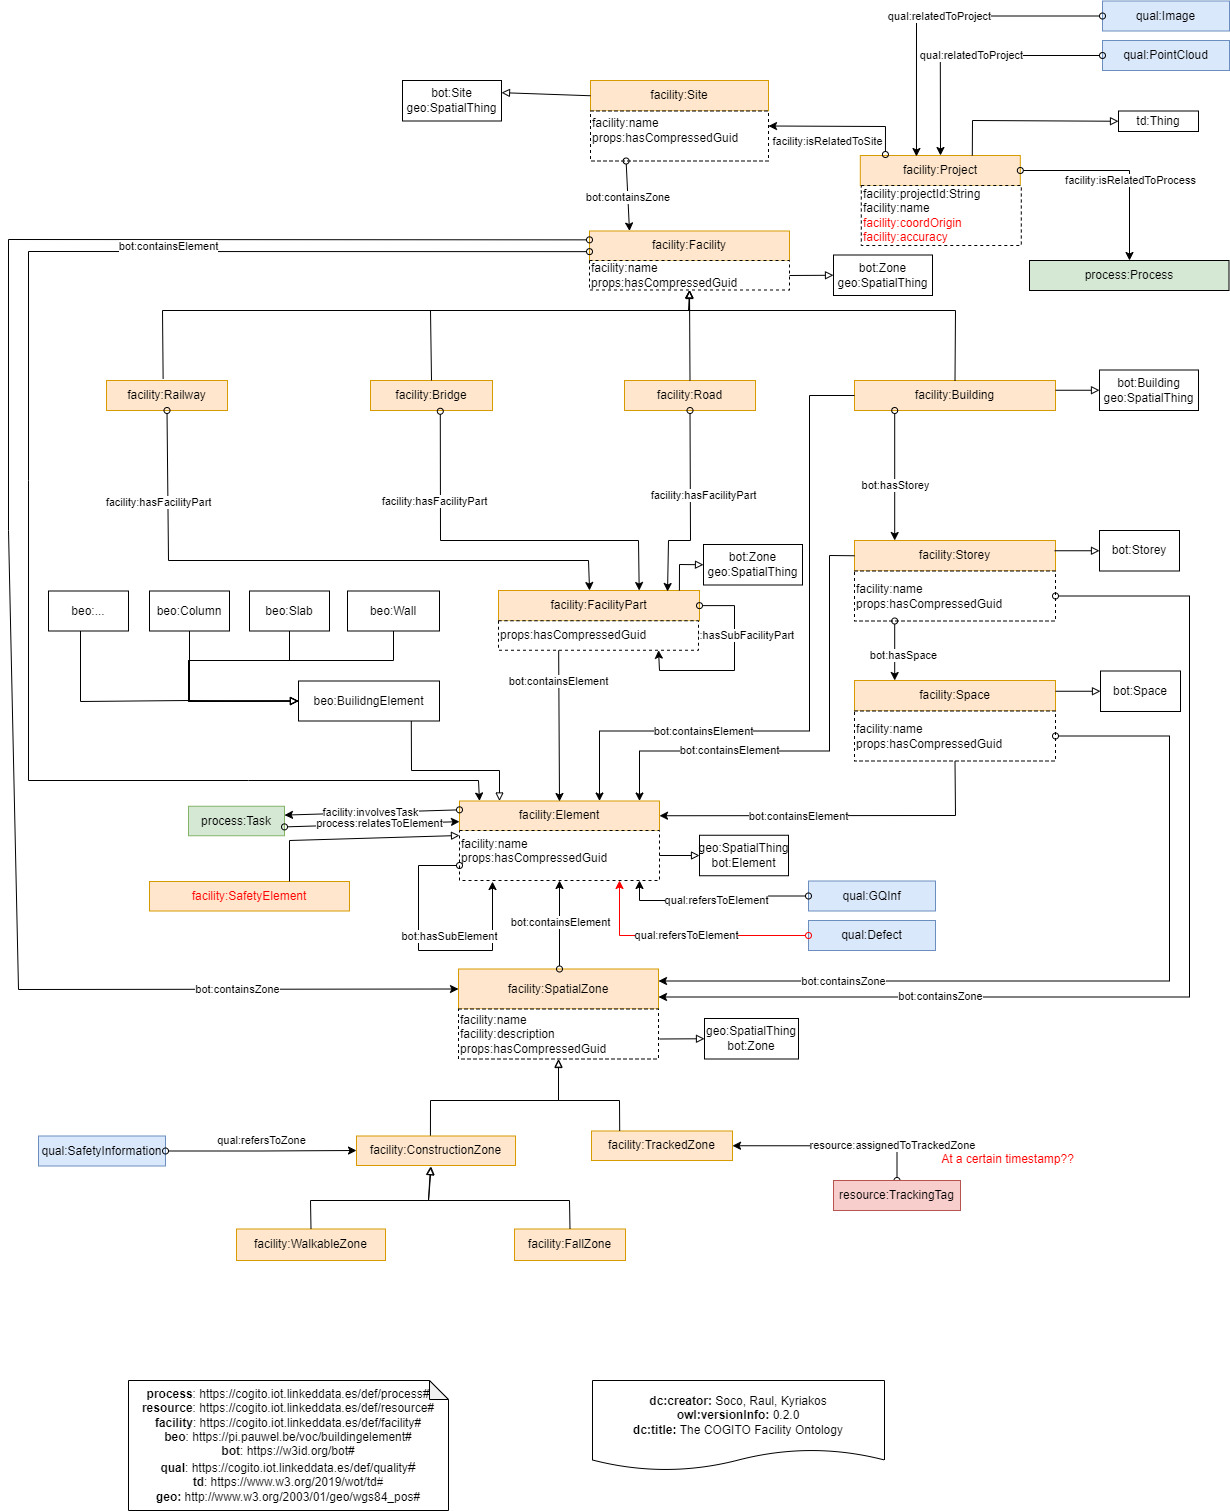 qual:relatedToProject
qual:Image
qual:relatedToProject
qual:PointCloud
bot:Site
geo:SpatialThing
facility:Site
facility:name
props:hasCompressedGuid
td:Thing
facility:isRelatedToSite
facility:Project
facility:projectId:String
facility:name
facility:coordOrigin
facility:accuracy
facility:isRelatedToProcess
bot:containsZone
bot:containsElement
facility:Facility
facility:name
props:hasCompressedGuid
bot:Zone
geo:SpatialThing
process:Process
facility:Railway
facility:Bridge
facility:Road
facility:Building
bot:Building
geo:SpatialThing
bot:hasStorey
facility:hasFacilityPart
facility:hasFacilityPart
facility:hasFacilityPart
facility:Storey
bot:Storey
bot:Zone
geo:SpatialThing
facility:name
props:hasCompressedGuid
beo:...
beo:Column
beo:Slab
beo:Wall
facility:FacilityPart
props:hasCompressedGuid
:hasSubFacilityPart
bot:hasSpace
bot:containsElement
facility:Space
bot:Space
beo:BuilidngElement
facility:name
props:hasCompressedGuid
bot:containsElement
bot:containsElement
facility:involvesTask
process:Task
process:relatesToElement
facility:Element
bot:containsElement
facility:name
props:hasCompressedGuid
geo:SpatialThing
bot:Element
facility:SafetyElement
qual:refersToElement
qual:GQInf
bot:containsElement
bot:hasSubElement
qual:refersToElement
qual:Defect
bot:containsZone
bot:containsZone
facility:SpatialZone
bot:containsZone
facility:name
facility:description
props:hasCompressedGuid
geo:SpatialThing
bot:Zone
qual:SafetyInformation
qual:refersToZone
facility:ConstructionZone
facility:TrackedZone
resource:assignedToTrackedZone
At a certain timestamp??
resource:TrackingTag
facility:WalkableZone
facility:FallZone
process: https://cogito.iot.linkeddata.es/def/process#
resource: https://cogito.iot.linkeddata.es/def/resource#
facility: https://cogito.iot.linkeddata.es/def/facility#
beo: https://pi.pauwel.be/voc/buildingelement#
bot: https://w3id.org/bot#
qual: https://cogito.iot.linkeddata.es/def/quality#
td: https://www.w3.org/2019/wot/td#
geo: http://www.w3.org/2003/01/geo/wgs84_pos#
dc:creator: Soco, Raul, Kyriakos
owl:versionInfo: 0.2.0
dc:title: The COGITO Facility Ontology